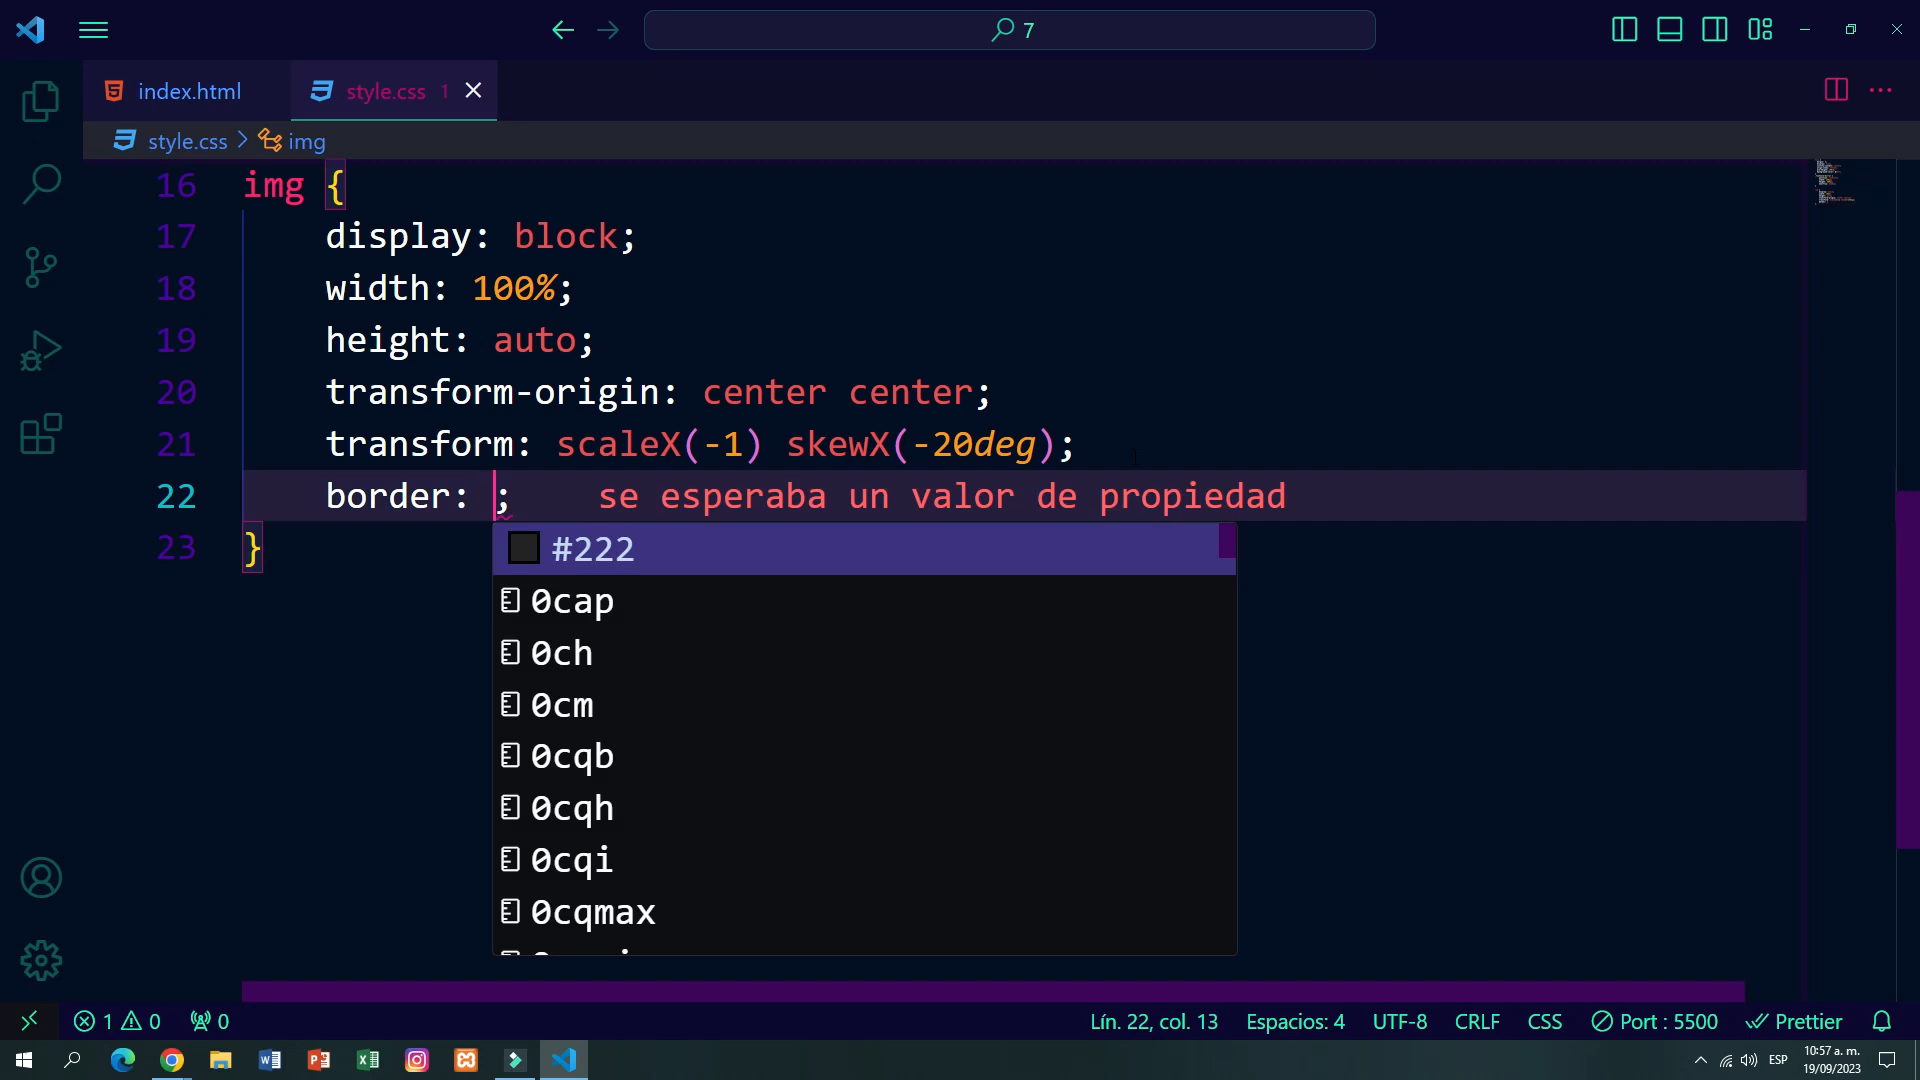 7
index.html
style.css 1
style.css > img
16 img {
17 display: block;
18 width: 100%;
19 height: auto;
20 transform-origin: center center;
21 transform: scaleX(-1) skewX(-20deg);
22 border: ; se esperaba un valor de propiedad
23 }
#222
0cap
0ch
0cm
0cqb
0cqh
0cqi
0cqmax
1 0 0 Lín. 22, col. 13 Espacios: 4 UTF-8 CRLF CSS Port : 5500 Prettier
ESP 10:57 a. m.
19/09/2023